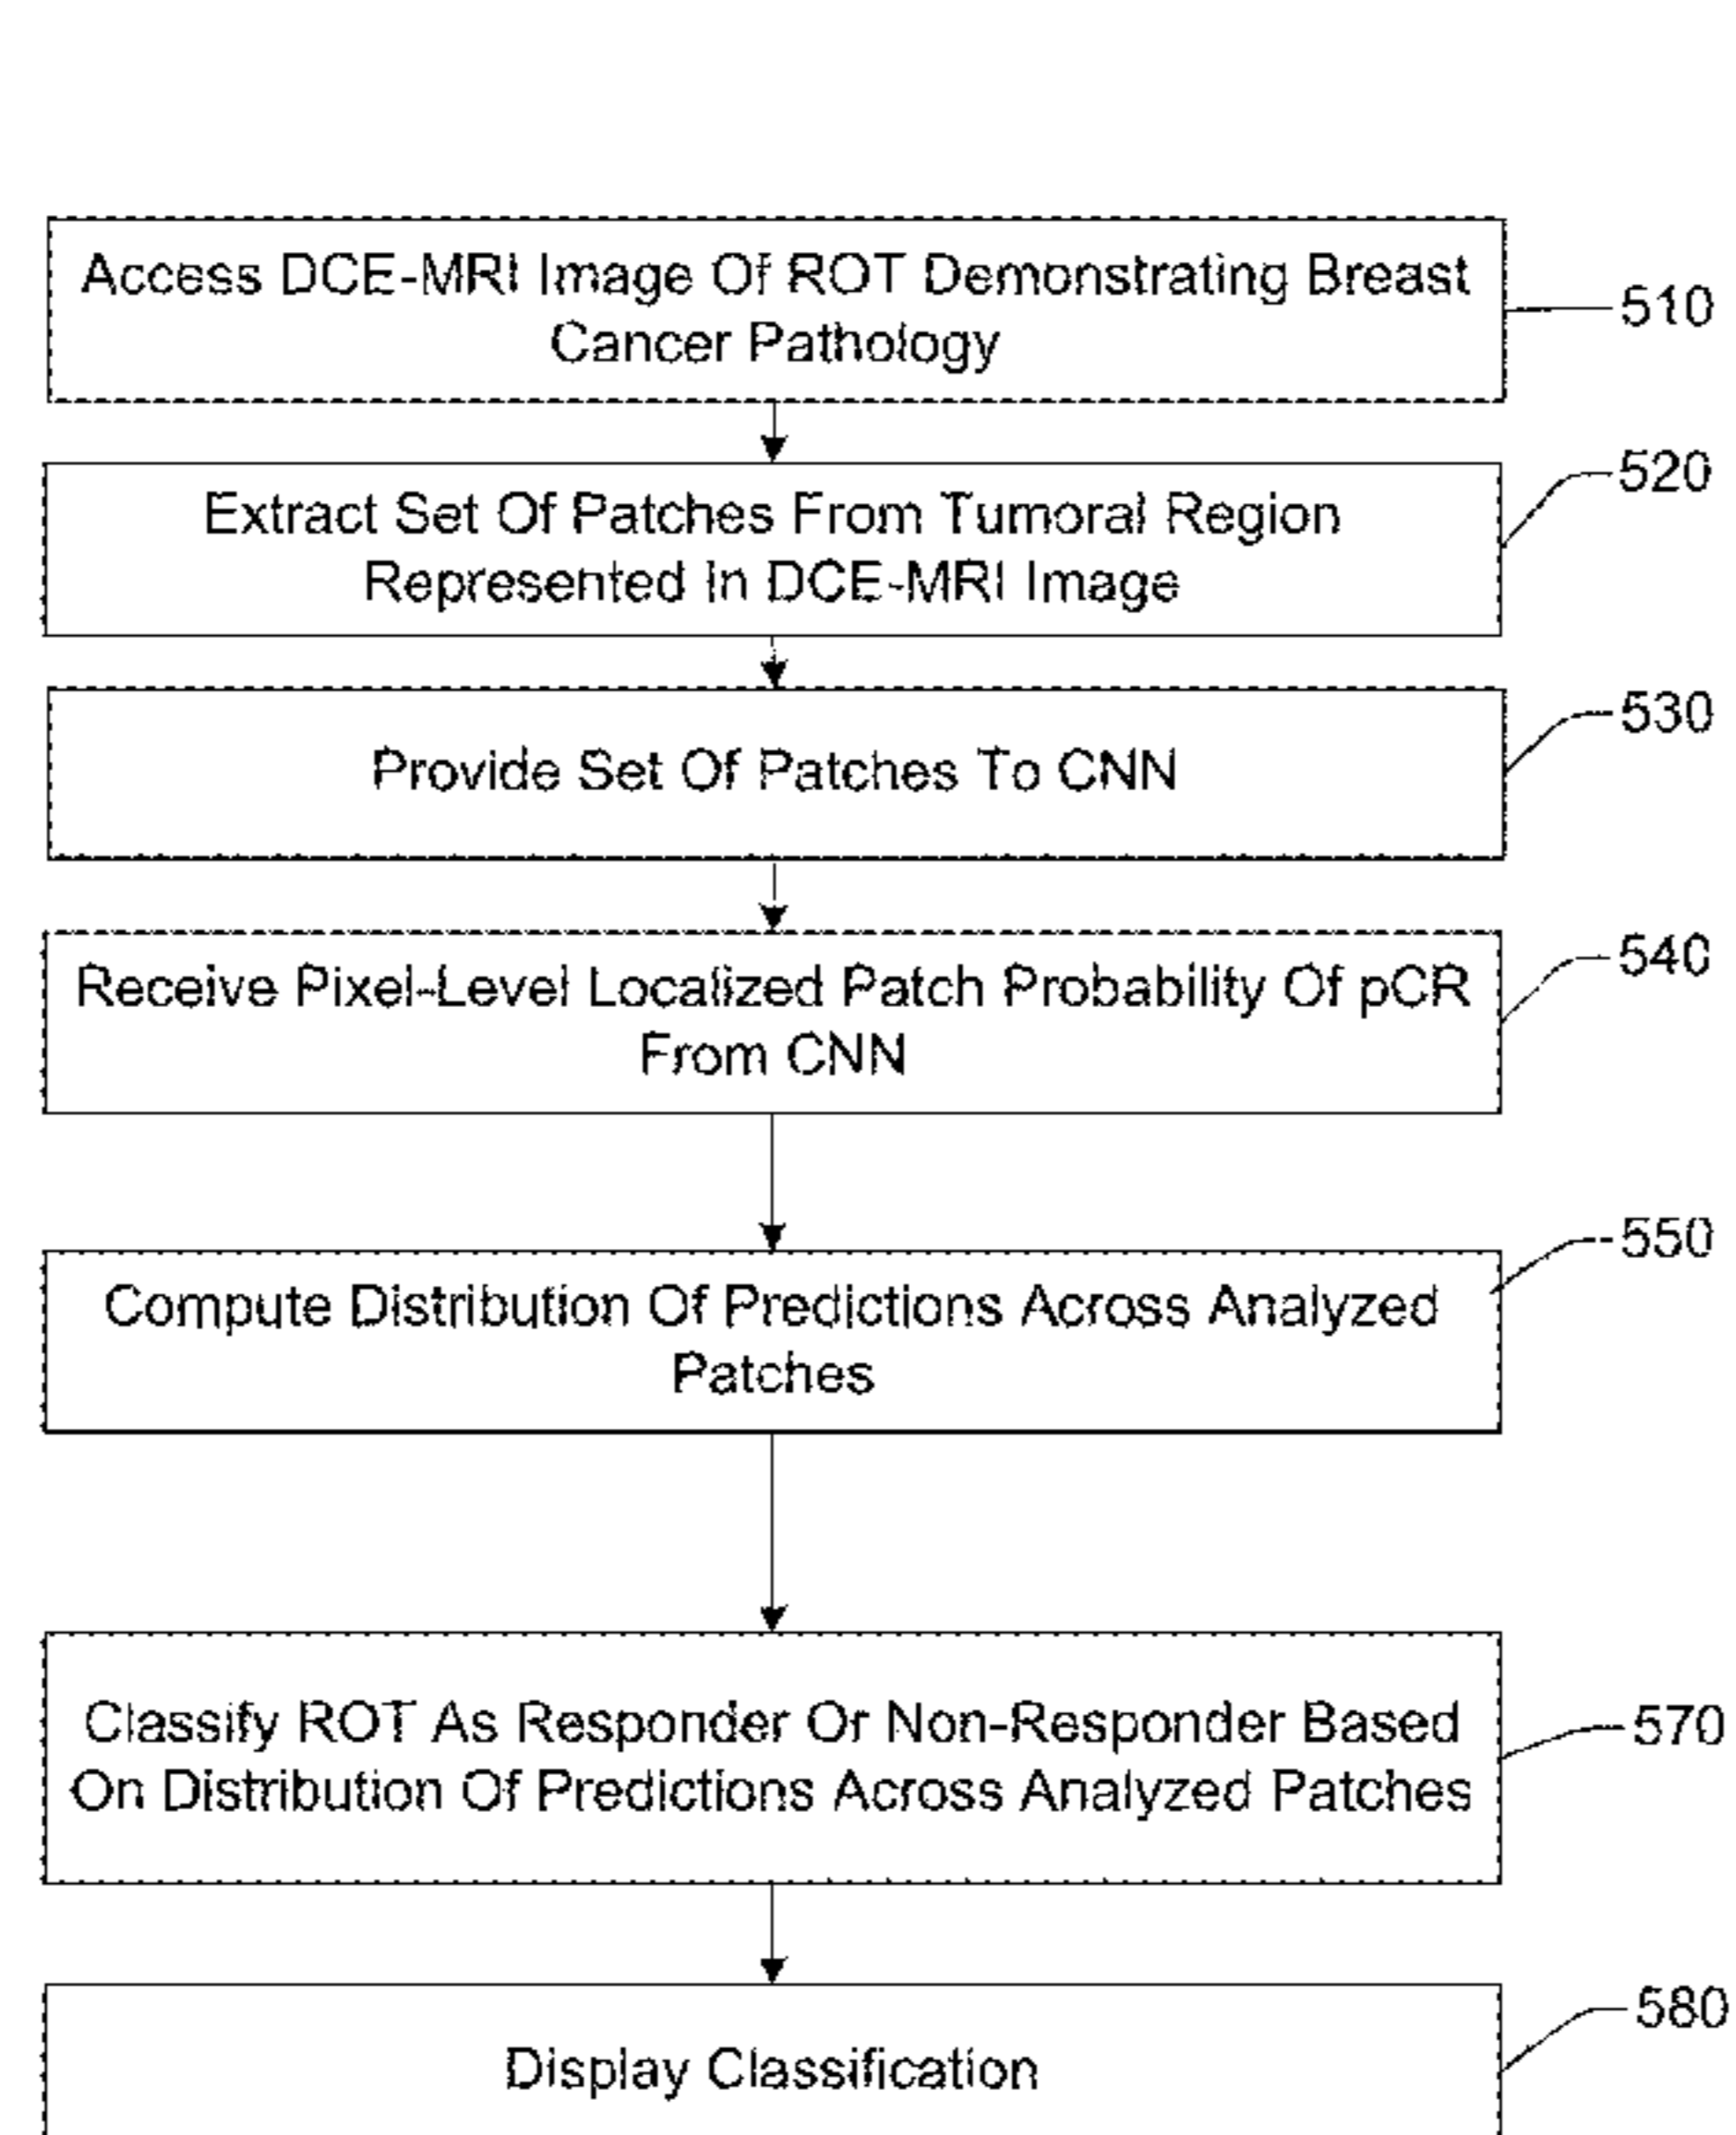 Access DCE-MRI Image Of ROT Demonstrating Breast
Cancer Pathology
510
Extract Set Of Patches From Tumoral Region
Represented In DCE-MRI Image
520
Provide Set Of Patches To CNN
530
Receive Pixel-Level Localized Patch Probability Of pCR
From CNN
540
Compute Distribution Of Predictions Across Analyzed
Patches
550
Classify ROT As Responder Or Non-Responder Based
On Distribution Of Predictions Across Analyzed Patches
570
Display Classification
580